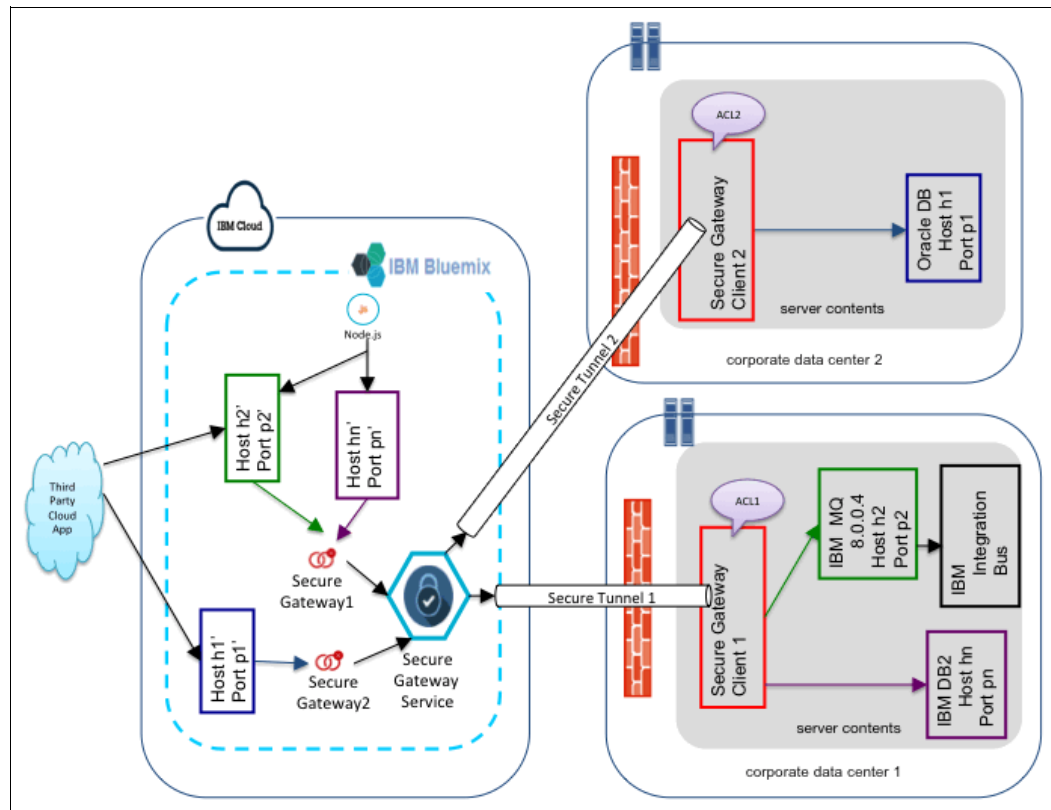 IBM Cloud
IBM Bluemix
Node.js
Host h2'
Port p2'
Host hn'
Port pn'
Third
Party
Cloud
App
Secure
Gateway1
Host h1'
Port p1'
Secure
Gateway2
Secure
Gateway
Service
Secure Tunnel 2
Secure Tunnel 1
ACL2
Secure Gateway
Client 2
Oracle DB
Host h1
Port p1
server contents
corporate data center 2
ACL1
Secure Gateway
Client 1
IBM MQ
8.0.0.4
Host h2
Port p2
IBM
Integration
Bus
IBM DB2
Host hn
Port pn
server contents
corporate data center 1